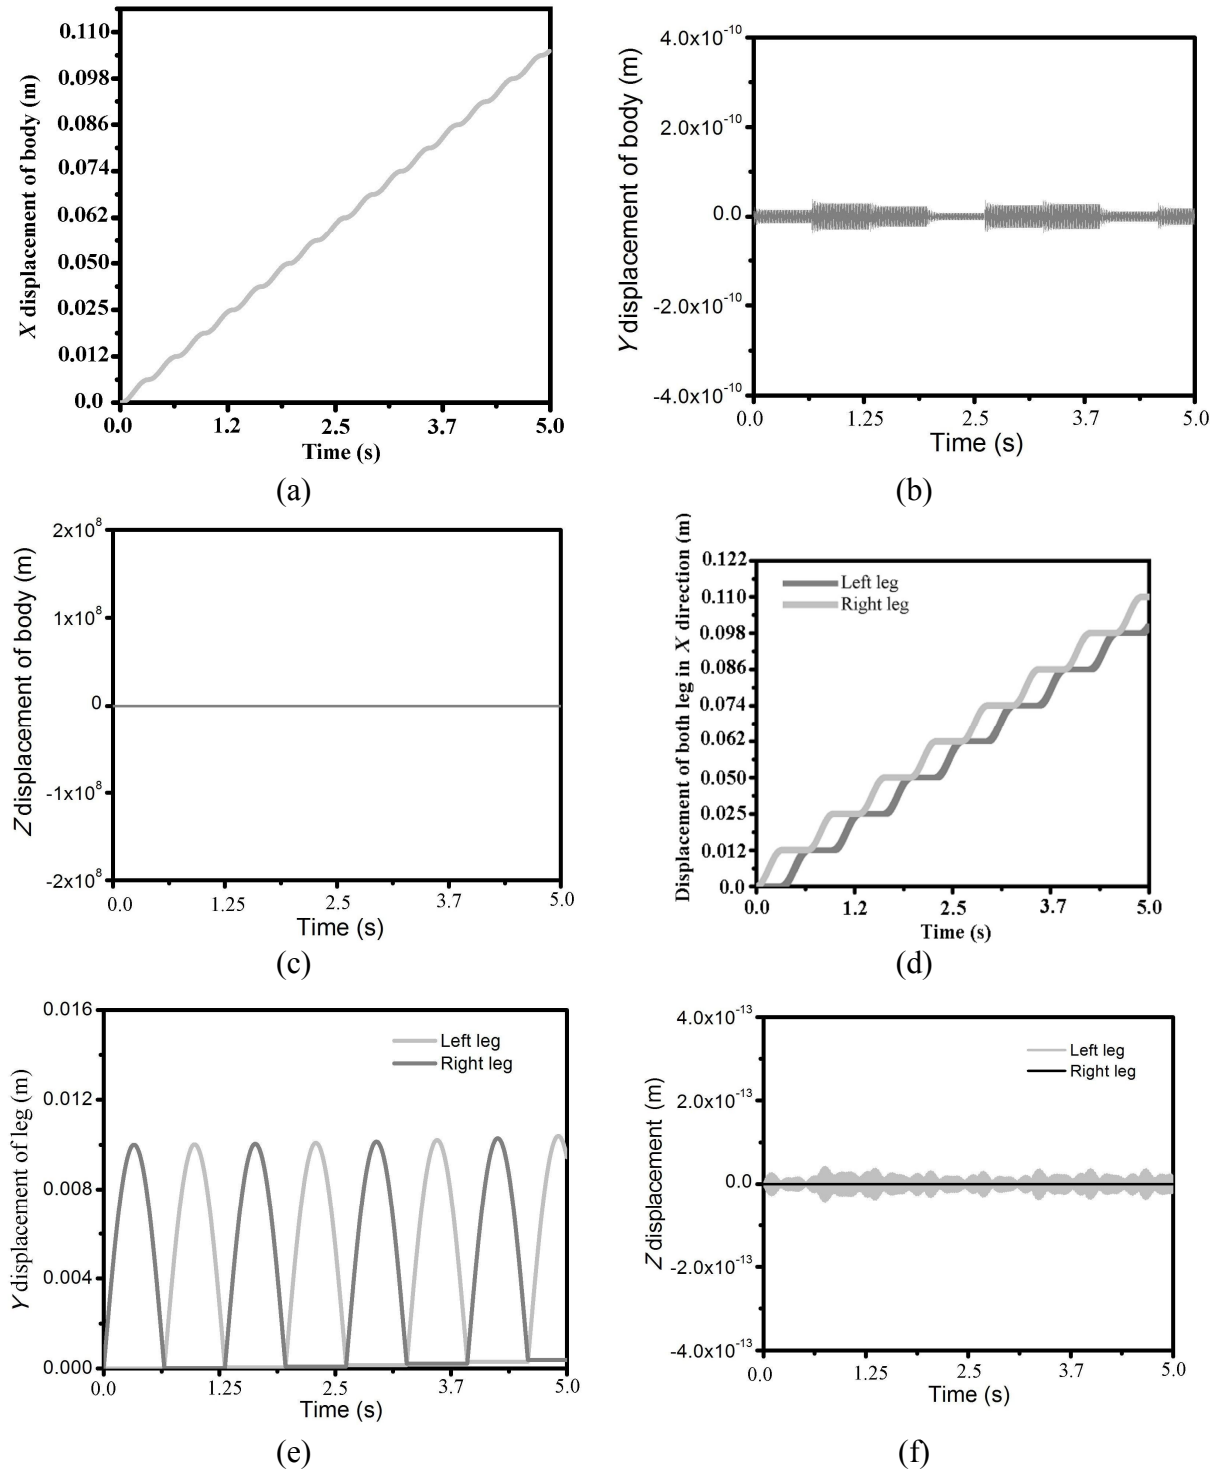 X displacement of body (m)
0.110
0.098
0.086
0.074
0.062
0.050
0.025
0.012
0.0
0.0 1.2 2.5 3.7 5.0
Time (s)
(a)
Y displacement of body (m)
4.0x10⁻¹⁰
2.0x10⁻¹⁰
0.0
-2.0x10⁻¹⁰
-4.0x10⁻¹⁰
0.0 1.25 2.5 3.7 5.0
Time (s)
(b)
Z displacement of body (m)
2x10⁸
1x10⁸
0
-1x10⁸
-2x10⁸
0.0 1.25 2.5 3.7 5.0
Time (s)
(c)
Displacement of both leg in X direction (m)
0.122
0.110
0.098
0.086
0.074
0.062
0.050
0.025
0.012
0.0
Left leg
Right leg
0.0 1.2 2.5 3.7 5.0
Time (s)
(d)
Y displacement of leg (m)
0.016
0.012
0.008
0.004
0.000
Left leg
Right leg
0.0 1.25 2.5 3.7 5.0
Time (s)
(e)
Z displacement (m)
4.0x10⁻¹³
2.0x10⁻¹³
0.0
-2.0x10⁻¹³
-4.0x10⁻¹³
Left leg
Right leg
0.0 1.25 2.5 3.7 5.0
Time (s)
(f)